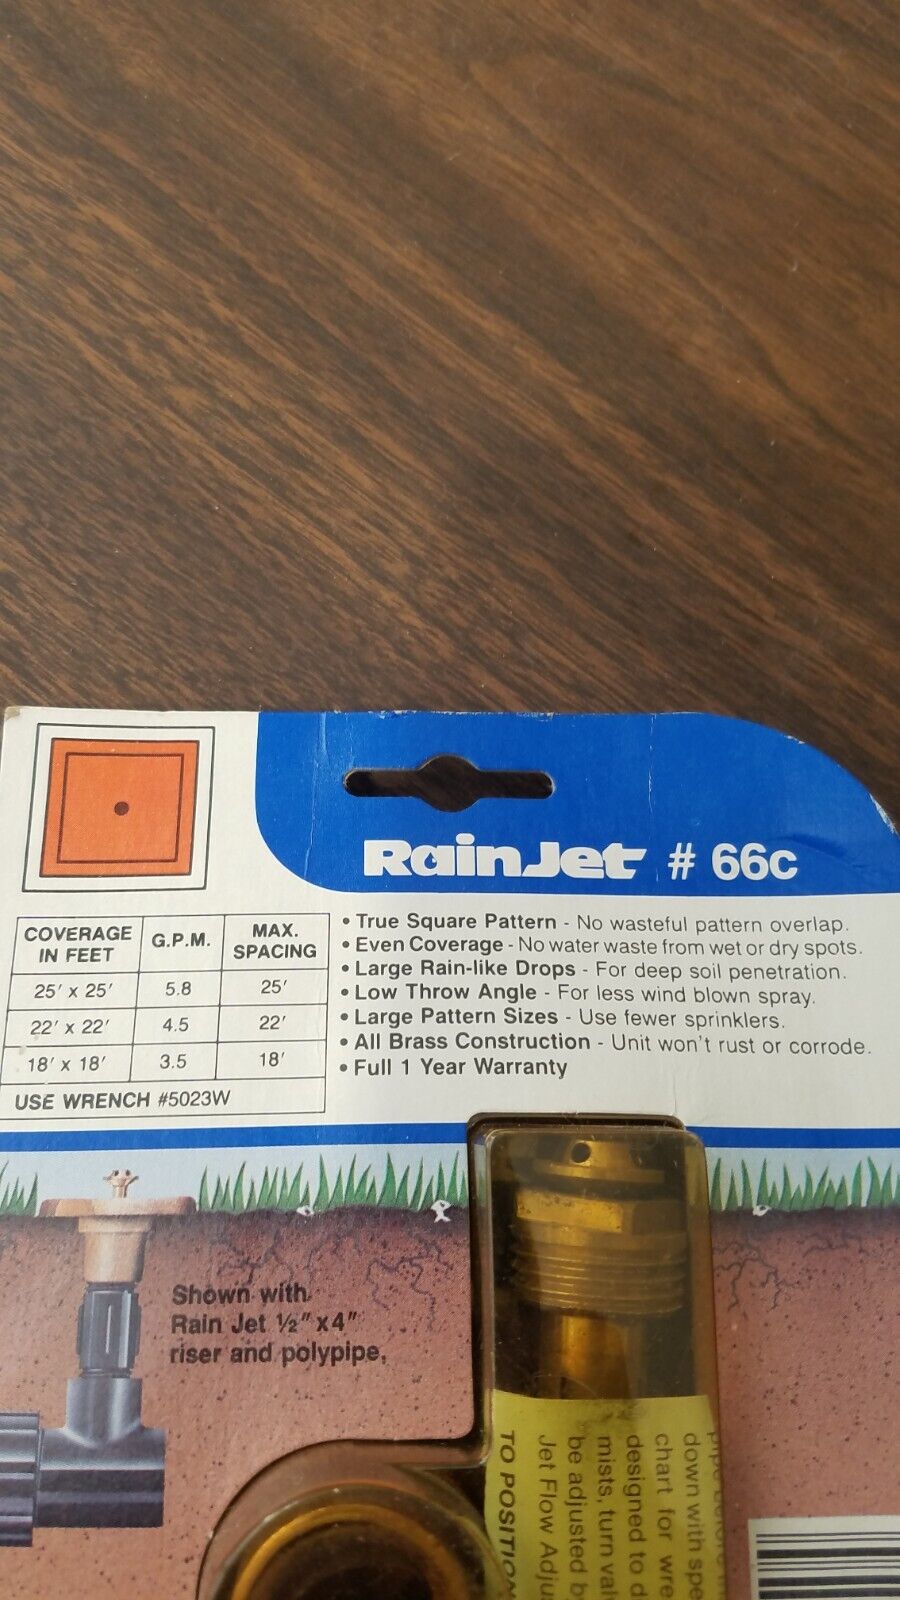 RainJet # 66c
COVERAGE IN FEET G.P.M. MAX. SPACING
25' x 25' 5.8 25'
22' x 22' 4.5 22'
18' x 18' 3.5 18'
USE WRENCH #5023W
• True Square Pattern - No wasteful pattern overlap.
• Even Coverage - No water waste from wet or dry spots.
• Large Rain-like Drops - For deep soil penetration.
• Low Throw Angle - For less wind blown spray.
• Large Pattern Sizes - Use fewer sprinklers.
• All Brass Construction - Unit won't rust or corrode.
• Full 1 Year Warranty
Shown with
Rain Jet ½" x 4"
riser and polypipe.
down with spe
chart for wre
designed to d
mists, turn val
be adjusted b
Jet Flow Adju
TO POSITION